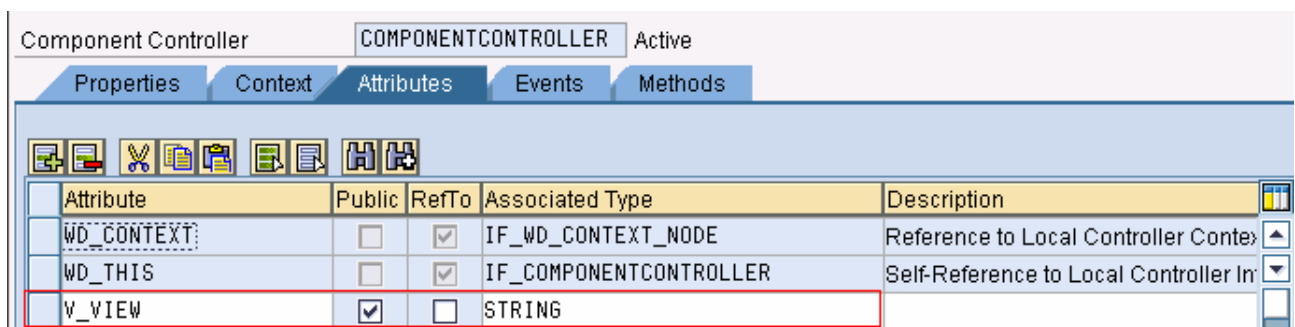 Component Controller COMPONENTCONTROLLER Active
Properties Context Attributes Events Methods
Attribute Public RefTo Associated Type Description
WD_CONTEXT IF_WD_CONTEXT_NODE Reference to Local Controller Contex
WD_THIS IF_COMPONENTCONTROLLER Self-Reference to Local Controller In
V_VIEW STRING